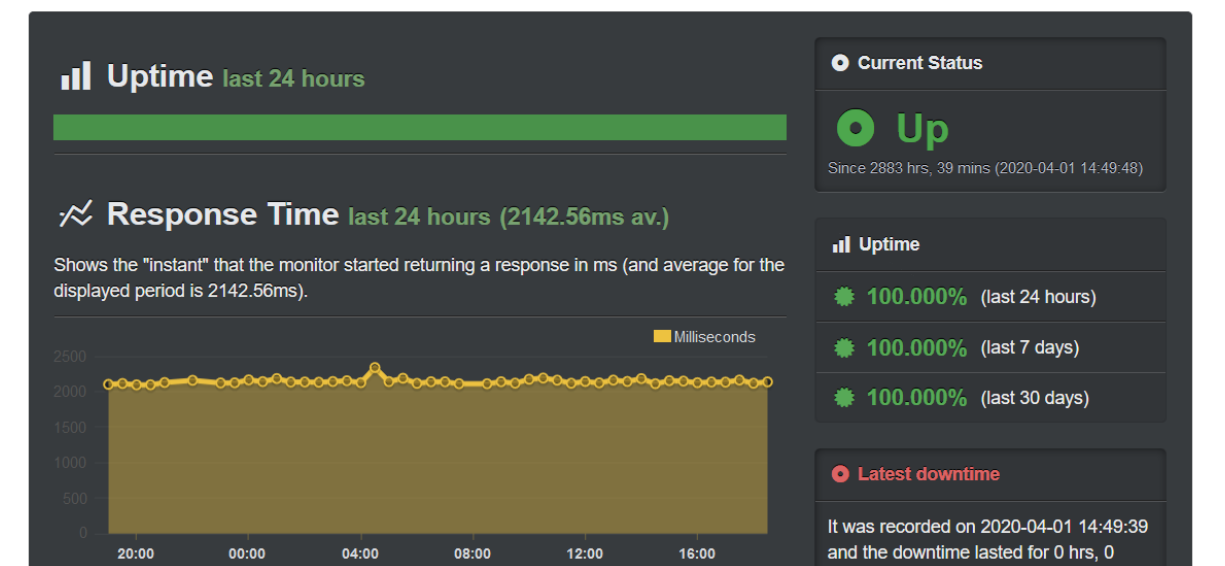 Uptime last 24 hours
Response Time last 24 hours (2142.56ms av.)
Shows the "instant" that the monitor started returning a response in ms (and average for the
displayed period is 2142.56ms).
Milliseconds
2500
2000
1500
1000
500
0
20:00 00:00 04:00 08:00 12:00 16:00
Current Status
Up
Since 2883 hrs, 39 mins (2020-04-01 14:49:48)
Uptime
100.000% (last 24 hours)
100.000% (last 7 days)
100.000% (last 30 days)
Latest downtime
It was recorded on 2020-04-01 14:49:39
and the downtime lasted for 0 hrs, 0